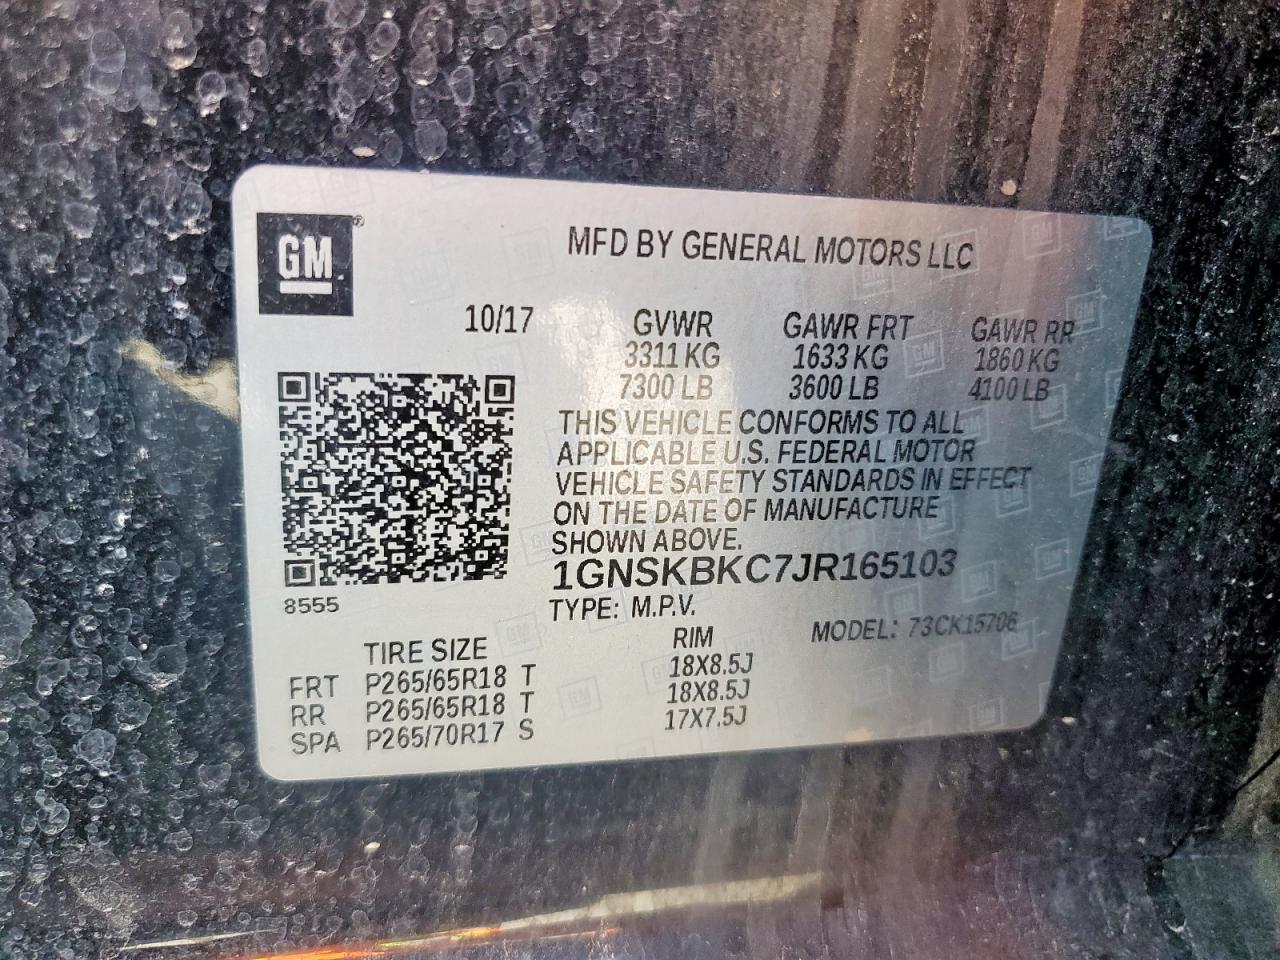 GM
MFD BY GENERAL MOTORS LLC
10/17 GVWR GAWR FRT GAWR RR
3311 KG 1633 KG 1860 KG
7300 LB 3600 LB 4100 LB
THIS VEHICLE CONFORMS TO ALL
APPLICABLE U.S. FEDERAL MOTOR
VEHICLE SAFETY STANDARDS IN EFFECT
ON THE DATE OF MANUFACTURE
SHOWN ABOVE.
1GNSKBKC7JR165103
8555
TYPE: M.P.V. MODEL: 73CK15706
TIRE SIZE RIM
FRT P265/65R18 T 18X8.5J
RR P265/65R18 T 18X8.5J
SPA P265/70R17 S 17X7.5J